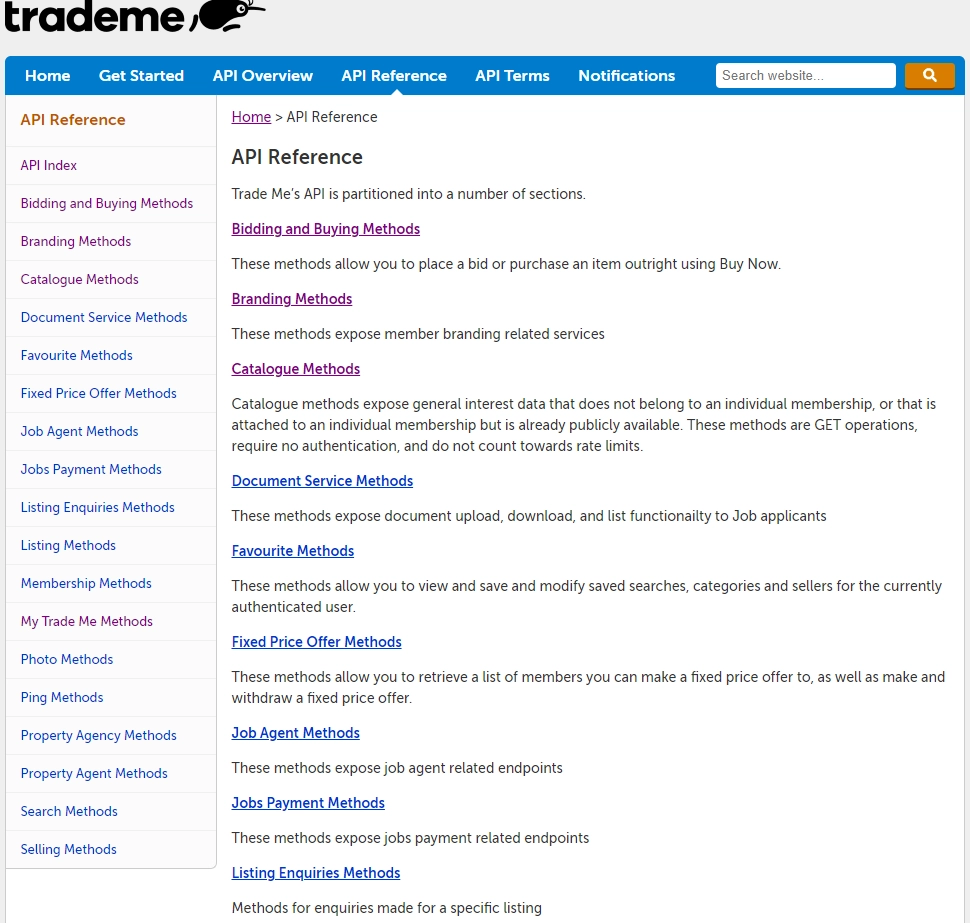 trademe
Home Get Started API Overview API Reference API Terms Notifications Search website...
API Reference
API Index
Bidding and Buying Methods
Branding Methods
Catalogue Methods
Document Service Methods
Favourite Methods
Fixed Price Offer Methods
Job Agent Methods
Jobs Payment Methods
Listing Enquiries Methods
Listing Methods
Membership Methods
My Trade Me Methods
Photo Methods
Ping Methods
Property Agency Methods
Property Agent Methods
Search Methods
Selling Methods
Home > API Reference
API Reference
Trade Me's API is partitioned into a number of sections.
Bidding and Buying Methods
These methods allow you to place a bid or purchase an item outright using Buy Now.
Branding Methods
These methods expose member branding related services
Catalogue Methods
Catalogue methods expose general interest data that does not belong to an individual membership, or that is
attached to an individual membership but is already publicly available. These methods are GET operations,
require no authentication, and do not count towards rate limits.
Document Service Methods
These methods expose document upload, download, and list functionailty to Job applicants
Favourite Methods
These methods allow you to view and save and modify saved searches, categories and sellers for the currently
authenticated user.
Fixed Price Offer Methods
These methods allow you to retrieve a list of members you can make a fixed price offer to, as well as make and
withdraw a fixed price offer.
Job Agent Methods
These methods expose job agent related endpoints
Jobs Payment Methods
These methods expose jobs payment related endpoints
Listing Enquiries Methods
Methods for enquiries made for a specific listing